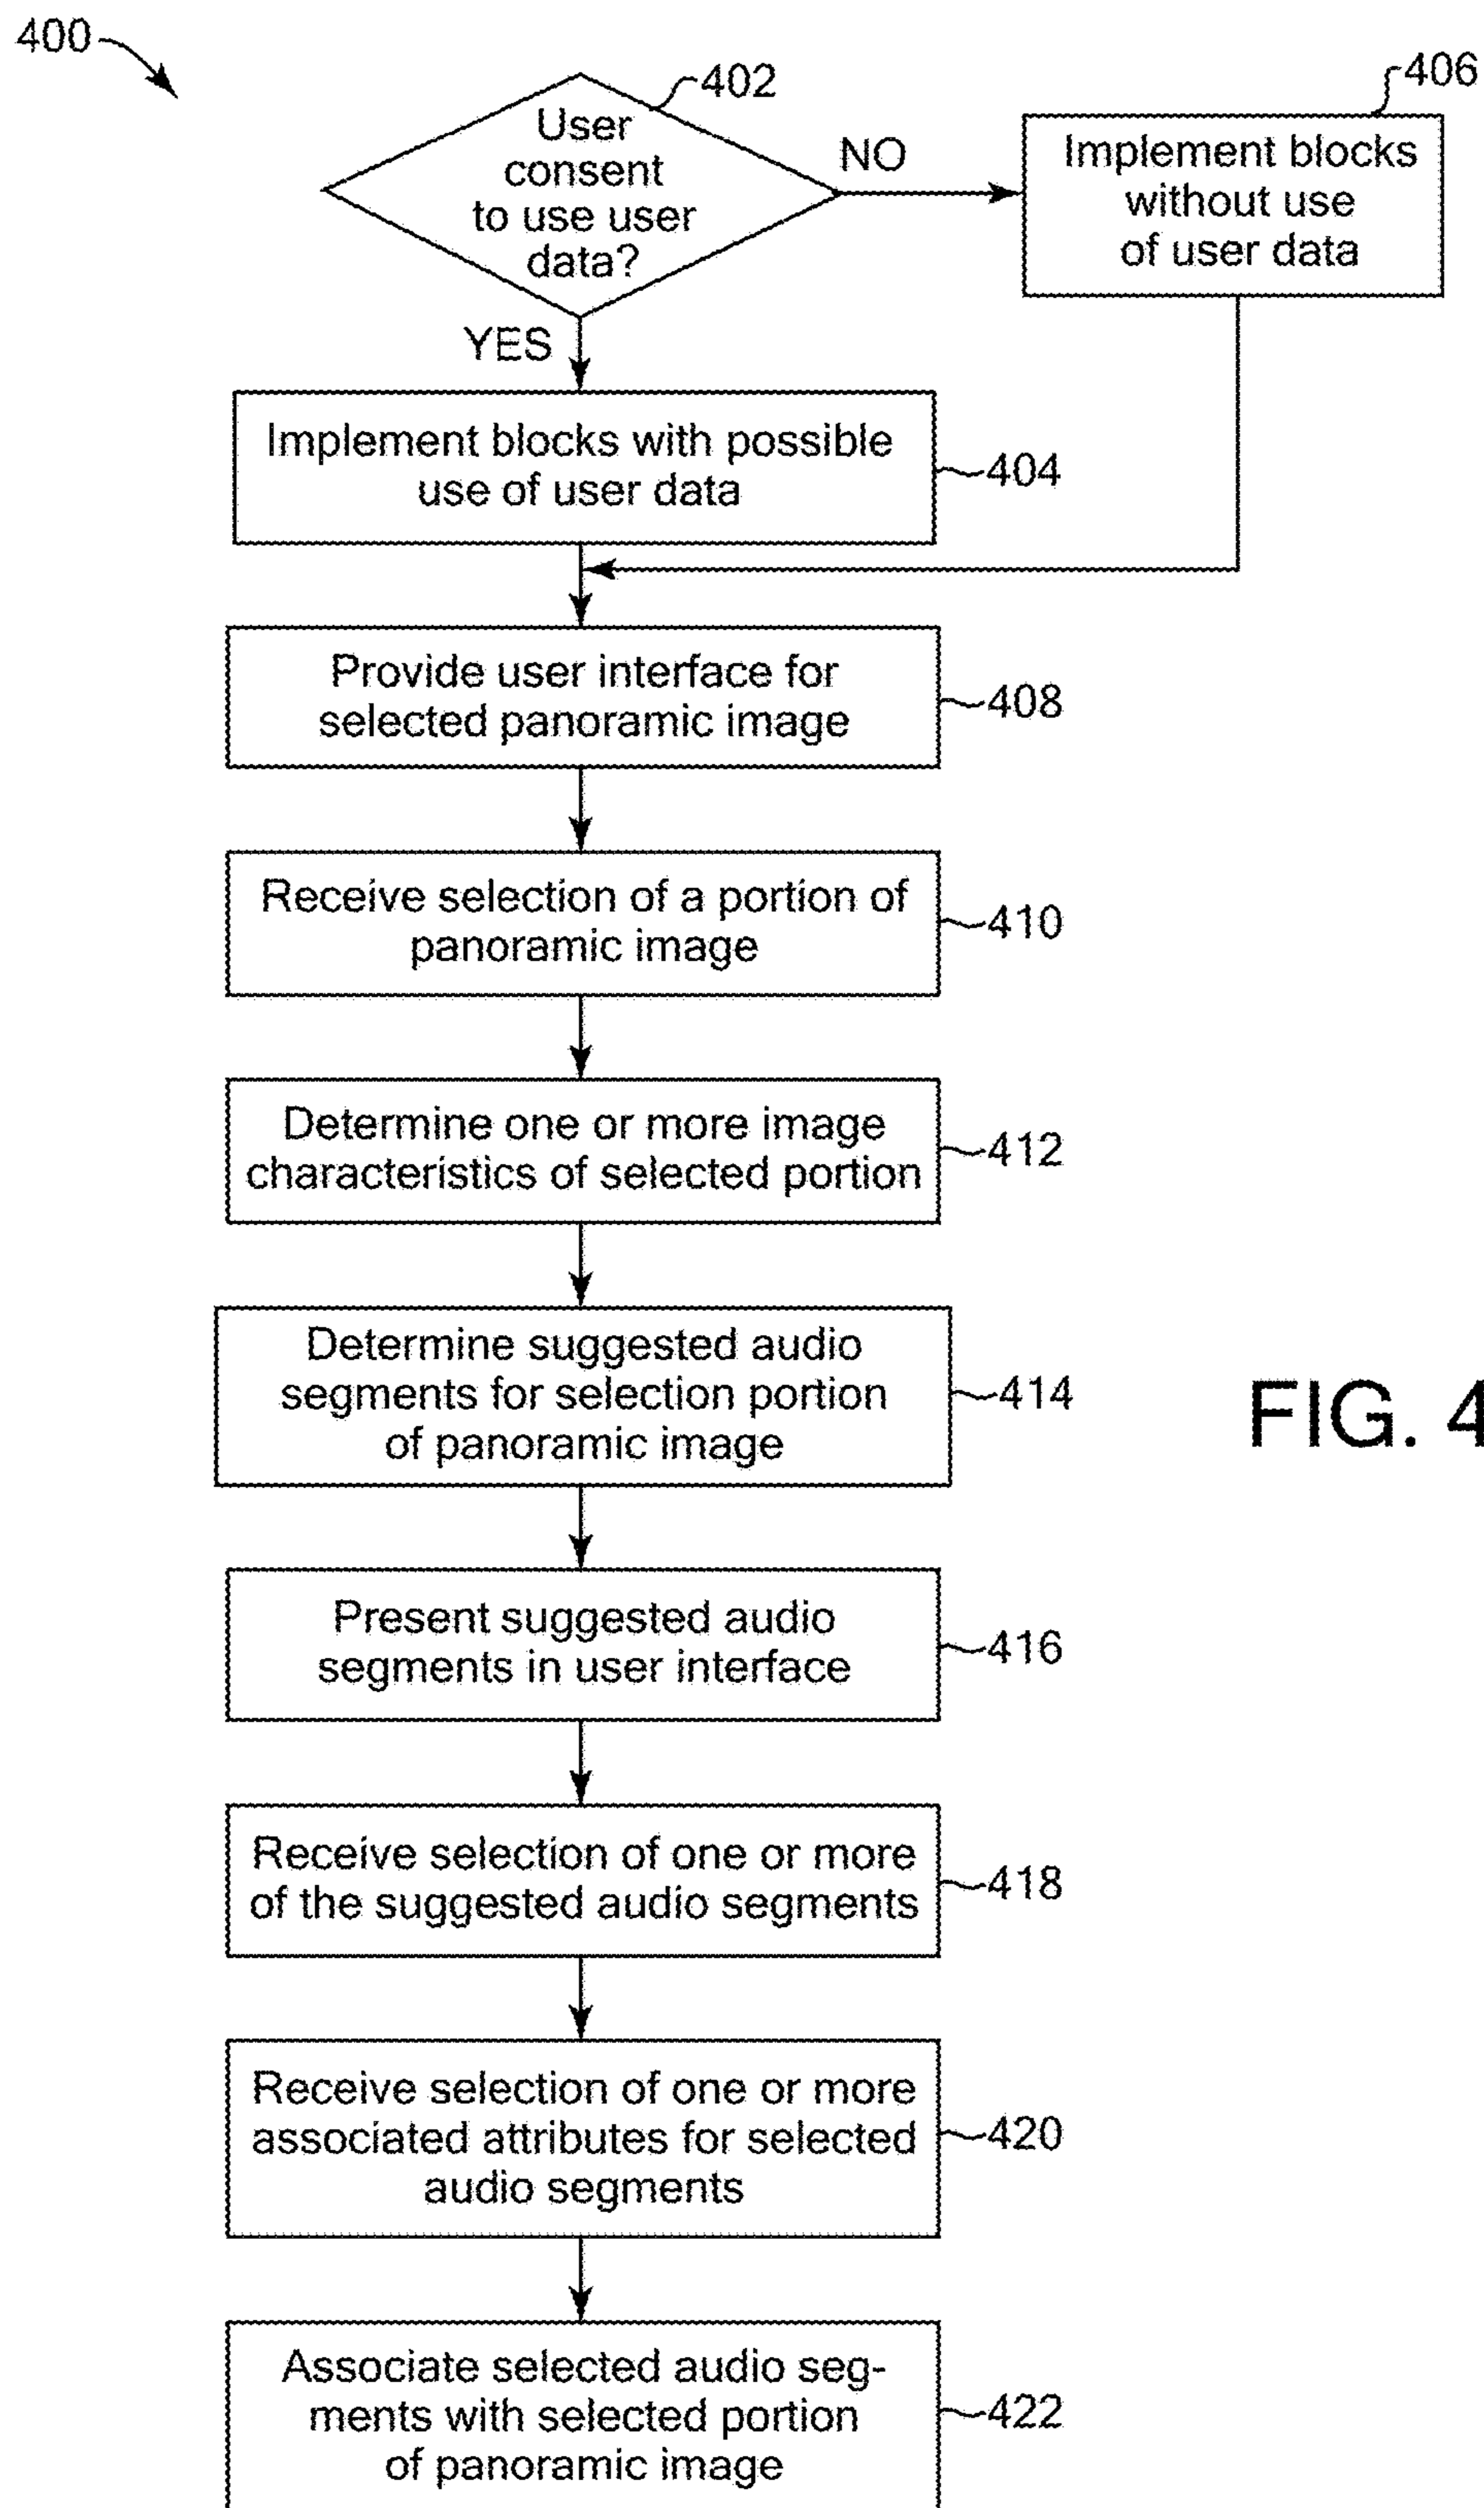 400
402
User
consent
to use user
data?
NO
406
Implement blocks
without use
of user data
YES
Implement blocks with possible
use of user data
404
Provide user interface for
selected panoramic image
408
Receive selection of a portion of
panoramic image
410
Determine one or more image
characteristics of selected portion
412
Determine suggested audio
segments for selection portion
of panoramic image
414
FIG. 4
Present suggested audio
segments in user interface
416
Receive selection of one or more
of the suggested audio segments
418
Receive selection of one or more
associated attributes for selected
audio segments
420
Associate selected audio seg-
ments with selected portion
of panoramic image
422